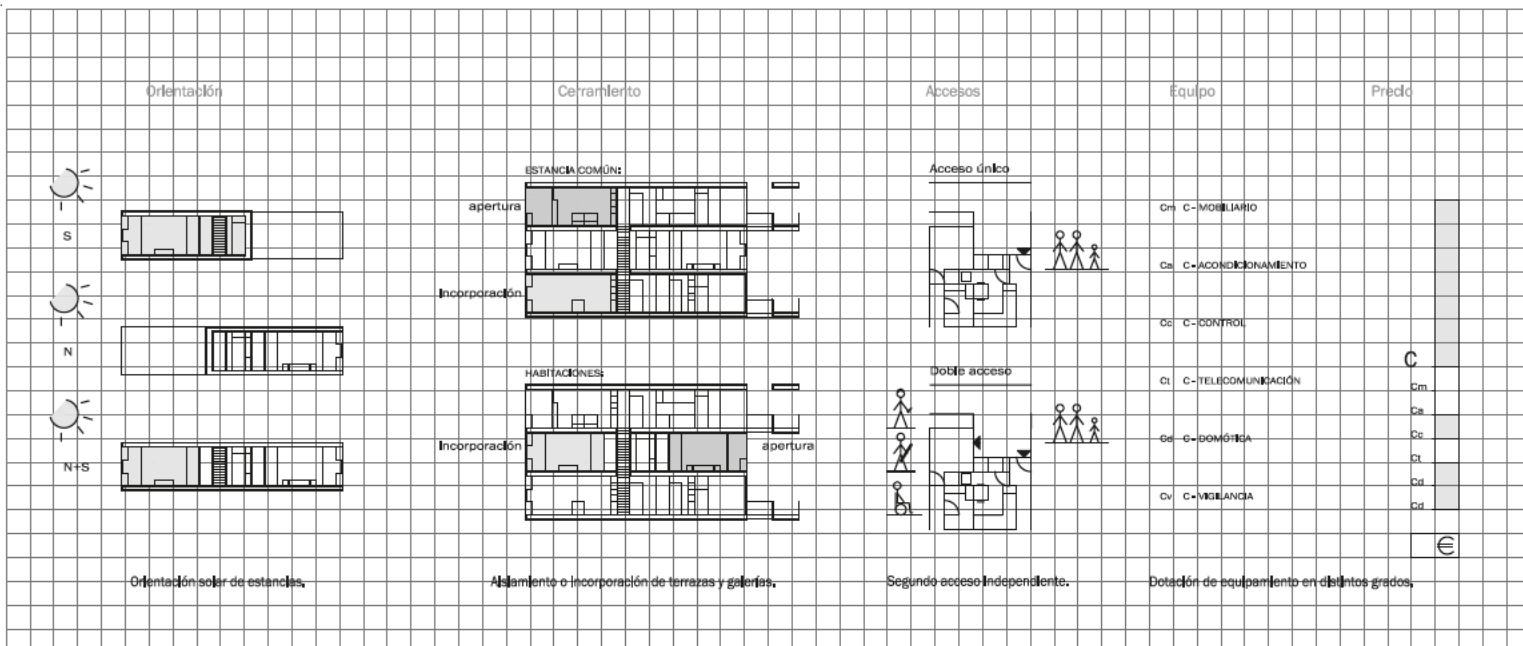 Orientación
Cerramiento
Accesos
Equipo
Precio
S
N
N+S
Orientación solar de estancias.
ESTANCIA COMÚN:
apertura
Incorporación
HABITACIONES:
Incorporación
apertura
Aislamiento o incorporación de terrazas y galerías.
Acceso único
Doble acceso
Segundo acceso independiente.
Cm C-MOBILIARIO
Ca C-ACONDICIONAMIENTO
Cc C-CONTROL
Ct C-TELECOMUNICACIÓN
Cd C-DOMÓTICA
Cv C-VIGILANCIA
Dotación de equipamiento en distintos grados.
C
Cm
Ca
Cc
Ct
Cd
Cd
€